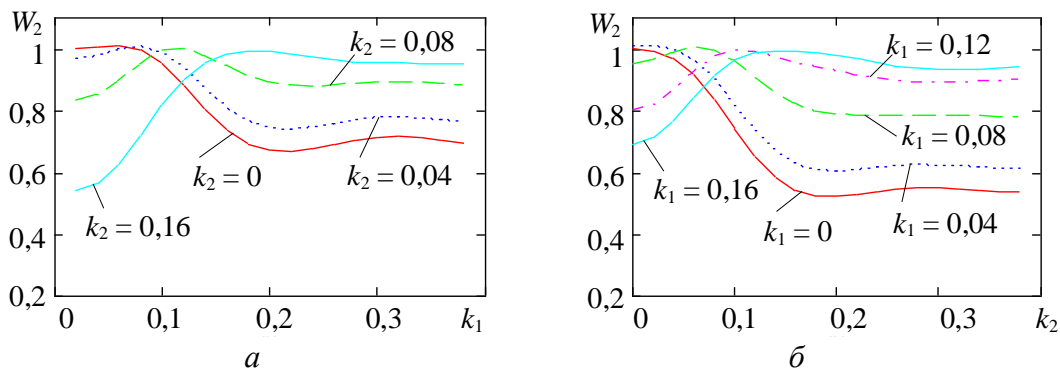 W₂
1
0,8
0,6
0,4
0,2
0
0,1
0,2
0,3
k₁
k₂ = 0,08
k₂ = 0
k₂ = 0,04
k₂ = 0,16
а
W₂
1
0,8
0,6
0,4
0,2
0
0,1
0,2
0,3
k₂
k₁ = 0,12
k₁ = 0,08
k₁ = 0,16
k₁ = 0
k₁ = 0,04
б